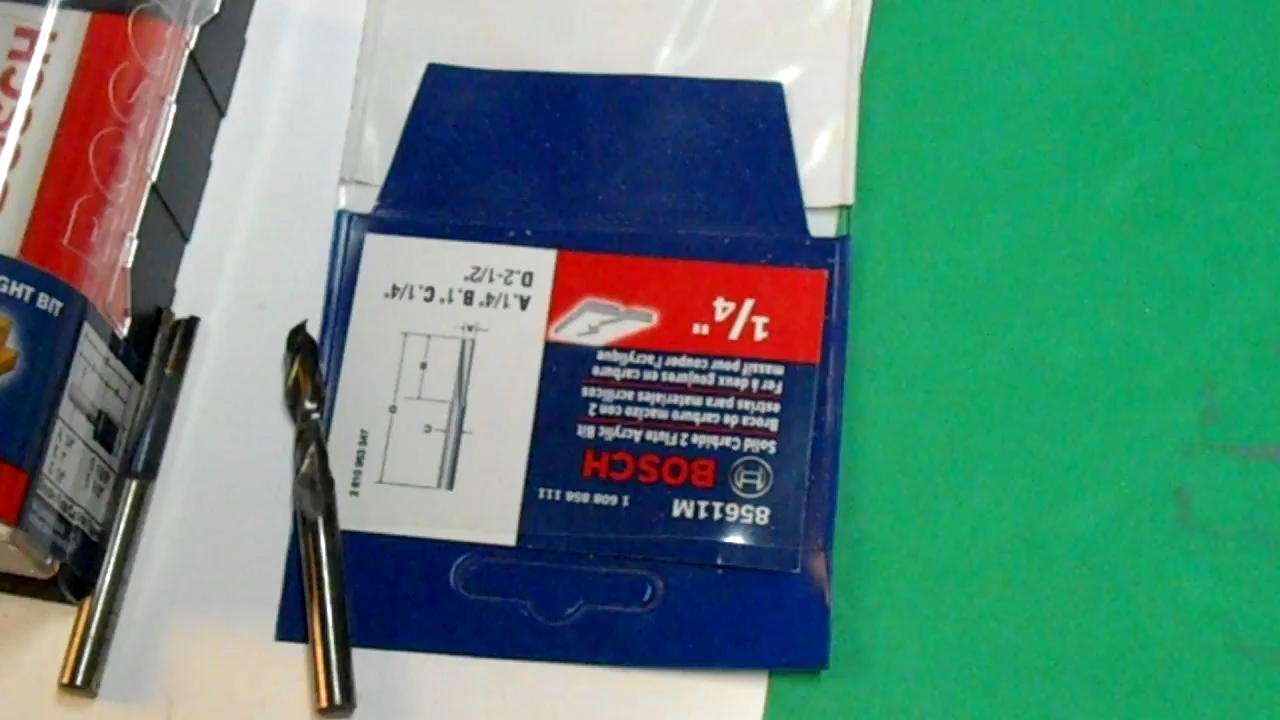 85611M
1 608 856 111
BOSCH
Solid Carbide 2 Flute Acrylic Bit
Broca de carburo macizo con 2
estrías para materiales acrílicos
Fer à deux goujures en carbure
massif pour couper l'acrylique
1/4"
A.1/4" B.1" C.1/4"
D.2-1/2"
A
B
C
D
2 610 953 947
GHT BIT